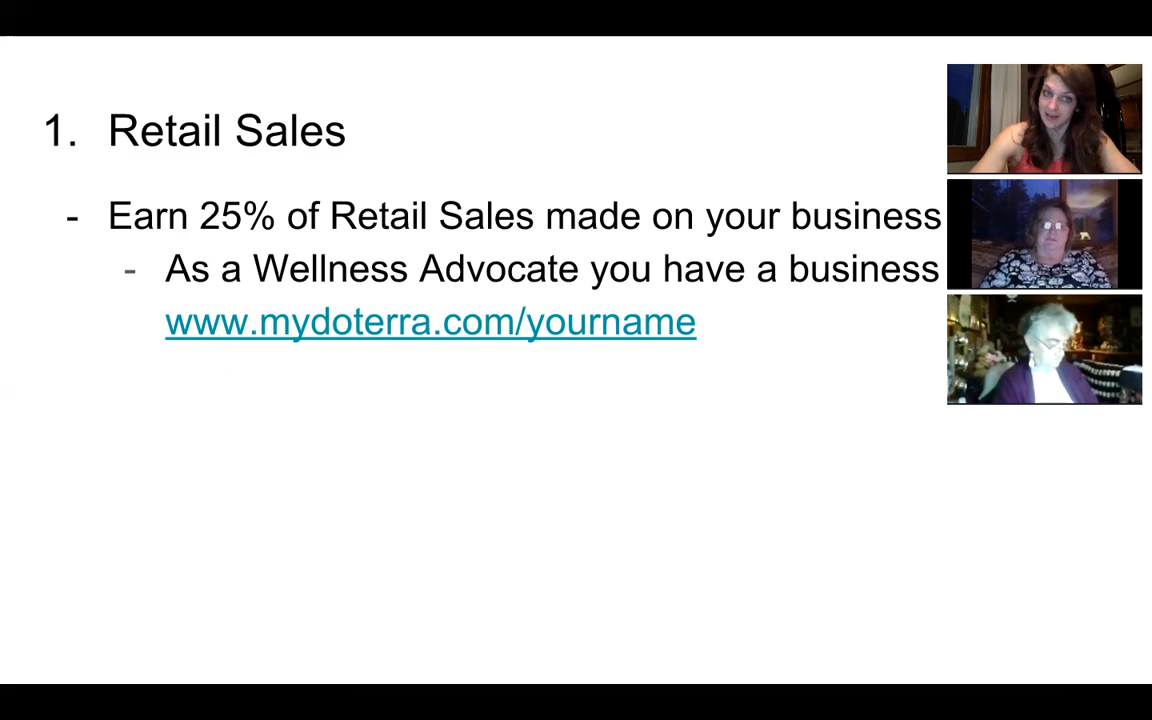 1. Retail Sales
- Earn 25% of Retail Sales made on your business
- As a Wellness Advocate you have a business
www.mydoterra.com/yourname